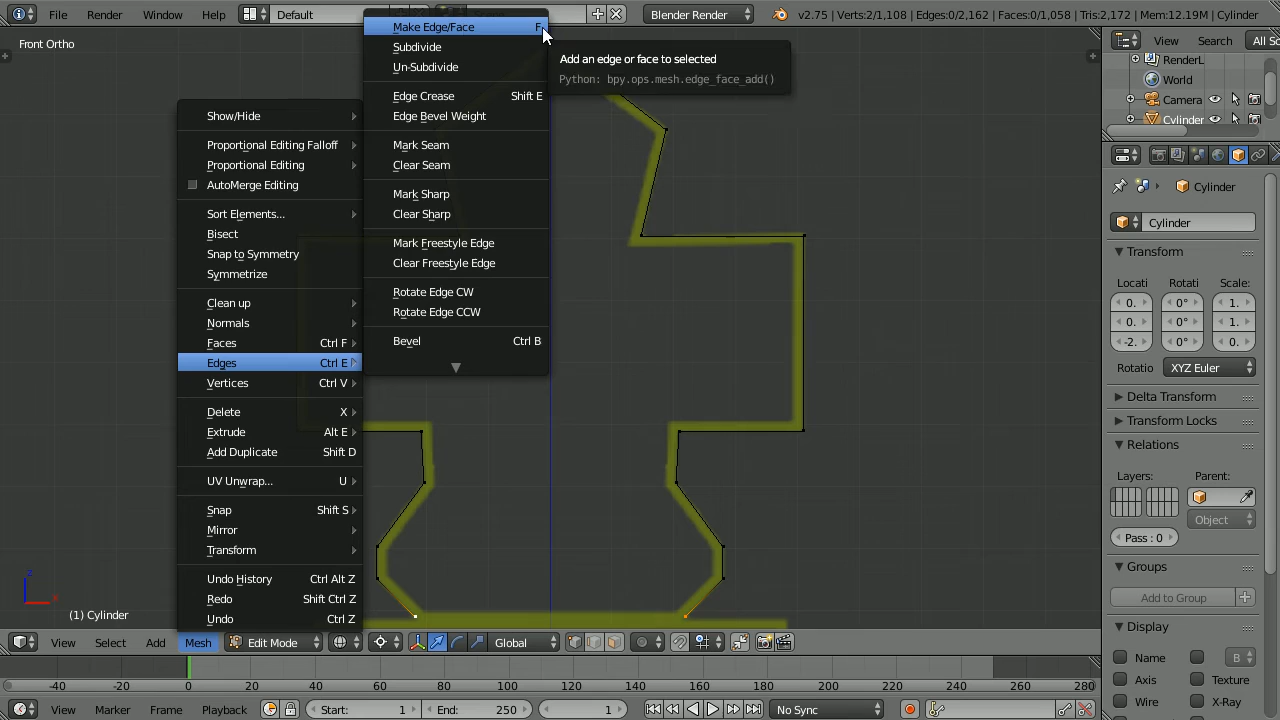 File Render Window Help Default Blender Render v2.75 | Verts:2/1,108 | Edges:0/2,162 | Faces:0/1,058 | Tris:2,172 | Mem:12.19M | Cylinder
Front Ortho
Make Edge/Face F
Subdivide
Un-Subdivide
Edge Crease Shift E
Edge Bevel Weight
Mark Seam
Clear Seam
Mark Sharp
Clear Sharp
Mark Freestyle Edge
Clear Freestyle Edge
Rotate Edge CW
Rotate Edge CCW
Bevel Ctrl B
Add an edge or face to selected
Python: bpy.ops.mesh.edge_face_add()
Show/Hide
Proportional Editing Falloff
Proportional Editing
AutoMerge Editing
Sort Elements...
Bisect
Snap to Symmetry
Symmetrize
Clean up
Normals
Faces Ctrl F
Edges Ctrl E
Vertices Ctrl V
Delete X
Extrude Alt E
Add Duplicate Shift D
UV Unwrap... U
Snap Shift S
Mirror
Transform
Undo History Ctrl Alt Z
Redo Shift Ctrl Z
Undo Ctrl Z
z
x
(1) Cylinder
View Select Add Mesh Edit Mode Global
-40 -20 0 20 40 60 80 100 120 140 160 180 200 220 240 260 280
View Marker Frame Playback Start: 1 End: 250 1 No Sync
View Search All Sc
RenderL
World
Camera
Cylinder
Cylinder
Cylinder
Transform
Locati Rotati Scale:
0. 0° 1.
0. 0° 1.
-2. 0° 0.
Rotatio XYZ Euler
Delta Transform
Transform Locks
Relations
Layers: Parent:
Object
Pass : 0
Groups
Add to Group
Display
Name B
Axis Texture
Wire X-Ray